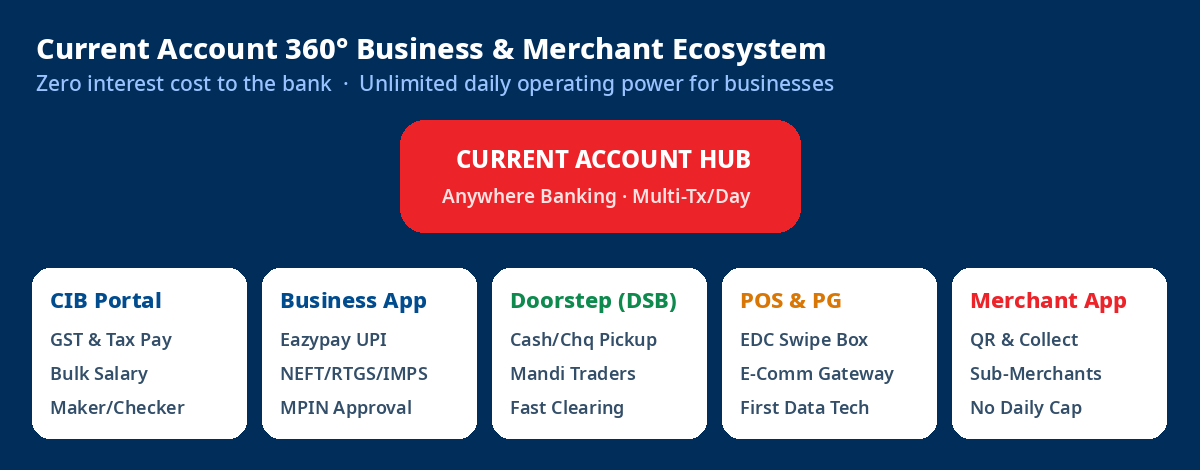 Current Account 360° Business & Merchant Ecosystem
Zero interest cost to the bank · Unlimited daily operating power for businesses
CURRENT ACCOUNT HUB
Anywhere Banking · Multi-Tx/Day
CIB Portal
GST & Tax Pay
Bulk Salary
Maker/Checker
Business App
Eazypay UPI
NEFT/RTGS/IMPS
MPIN Approval
Doorstep (DSB)
Cash/Chq Pickup
Mandi Traders
Fast Clearing
POS & PG
EDC Swipe Box
E-Comm Gateway
First Data Tech
Merchant App
QR & Collect
Sub-Merchants
No Daily Cap